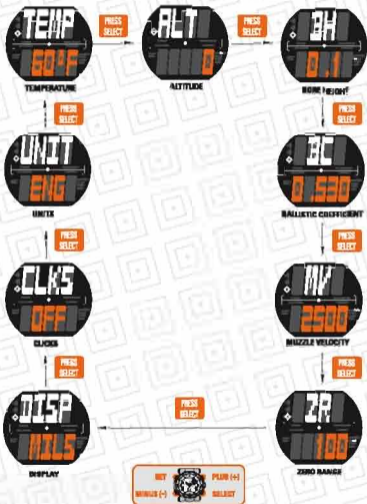 TEMP
60°F
TEMPERATURE
PRESS
SELECT
ALT
0
ALTITUDE
PRESS
SELECT
BH
0.1
BORE HEIGHT
PRESS
SELECT
BC
0.530
BALLISTIC COEFFICIENT
PRESS
SELECT
MV
2500
MUZZLE VELOCITY
PRESS
SELECT
ZR
100
ZERO RANGE
PRESS
SELECT
DISP
MILS
DISPLAY
PRESS
SELECT
CLKS
OFF
CLICKS
PRESS
SELECT
UNIT
ENG
UNITS
PRESS
SELECT
SET
PLUS (+)
MINUS (-)
SELECT